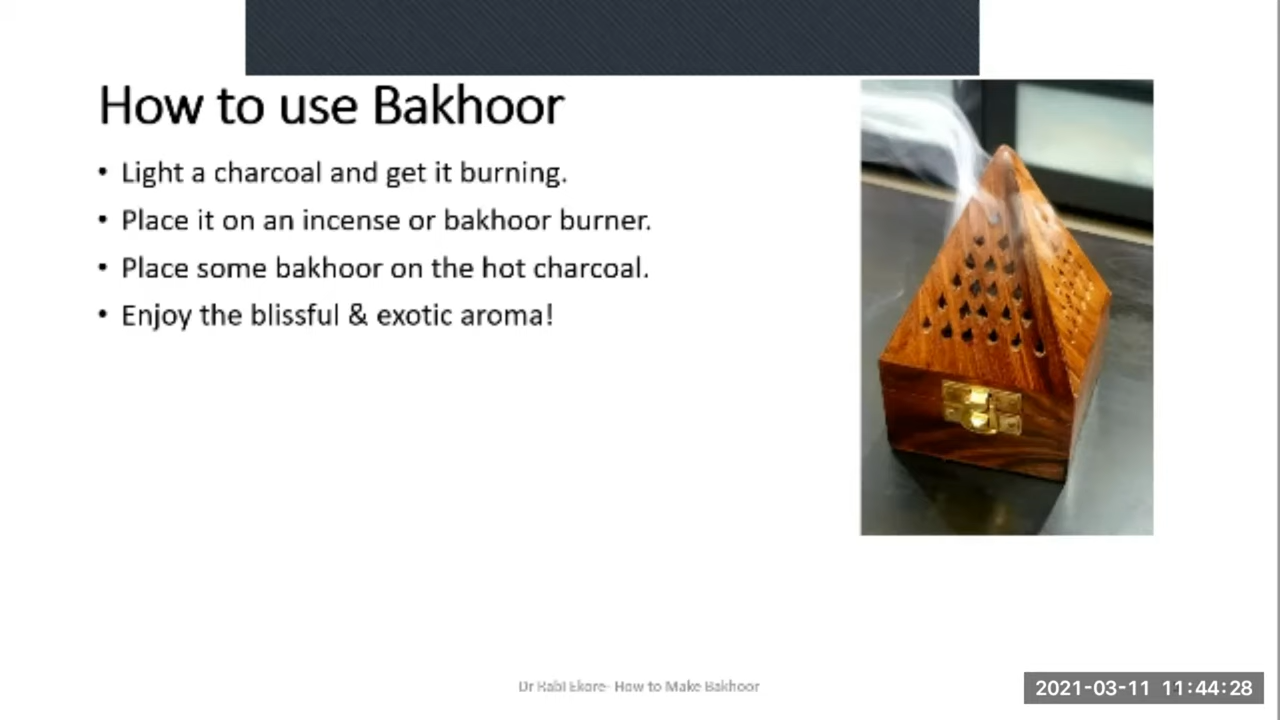 How to use Bakhoor
• Light a charcoal and get it burning.
• Place it on an incense or bakhoor burner.
• Place some bakhoor on the hot charcoal.
• Enjoy the blissful & exotic aroma!
Dr RabI Ekore- How to Make Bakhoor
2021-03-11 11:44:28